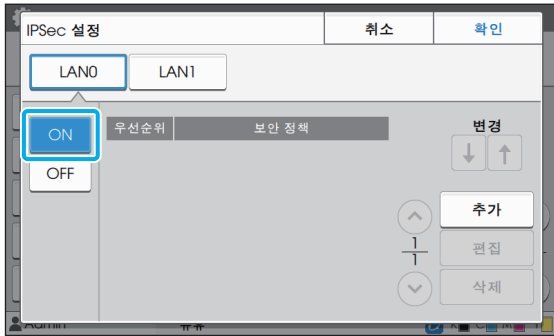 IPSec 설정
취소
확인
LAN0
LAN1
ON
우선순위
보안 정책
변경
OFF
추가
1
1
편집
삭제